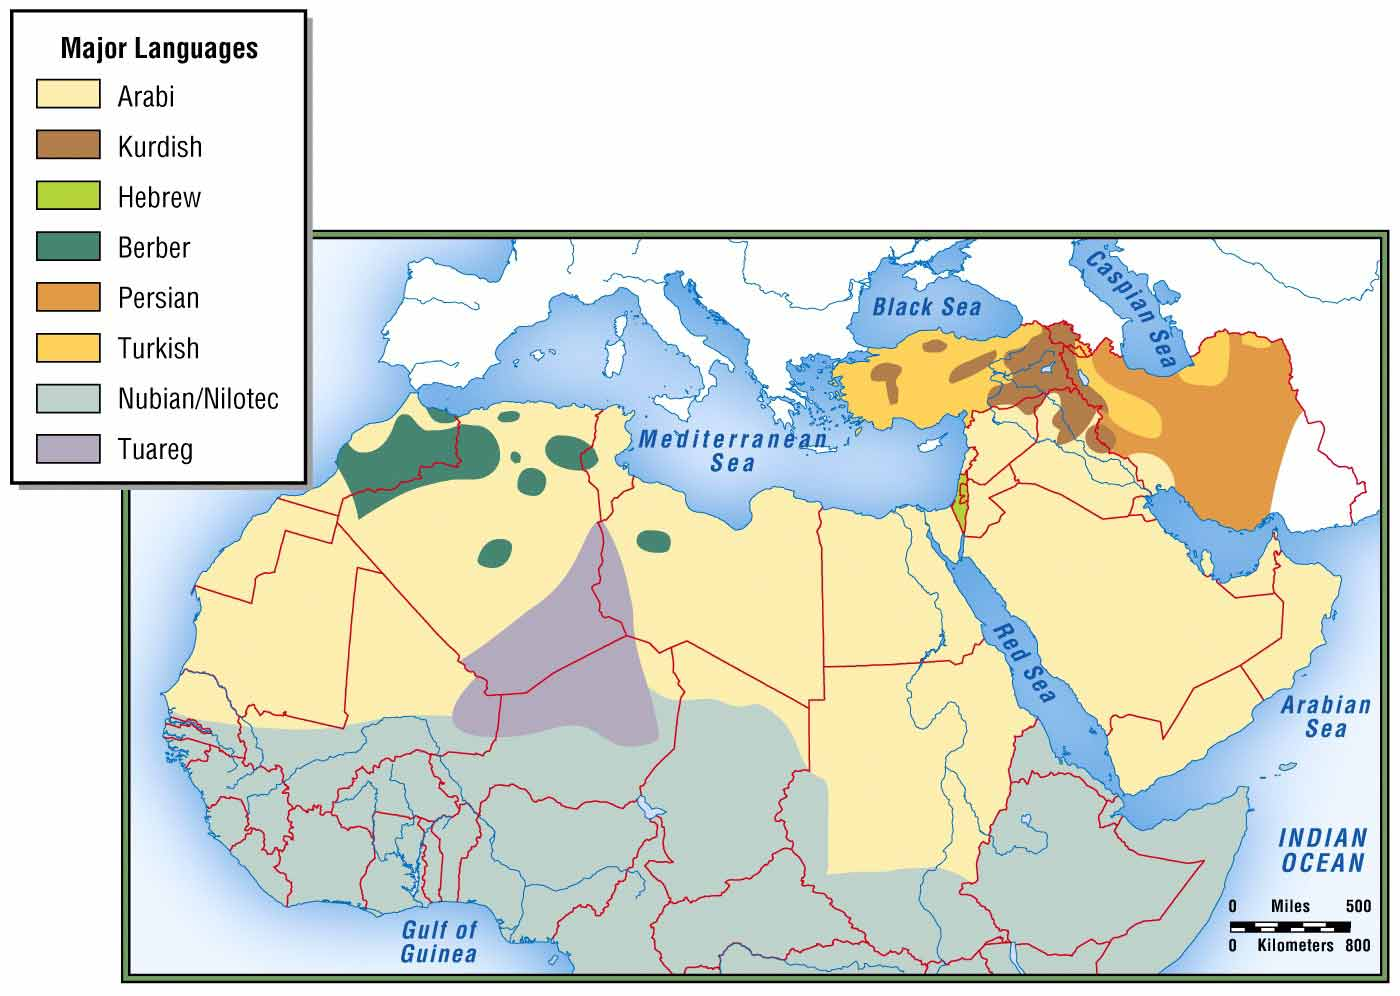 Major Languages
Arabi
Kurdish
Hebrew
Berber
Persian
Turkish
Nubian/Nilotec
Tuareg
Black Sea
Caspian Sea
Mediterranean
Sea
Red Sea
Arabian
Sea
INDIAN
OCEAN
Gulf of
Guinea
0 Miles 500
0 Kilometers 800